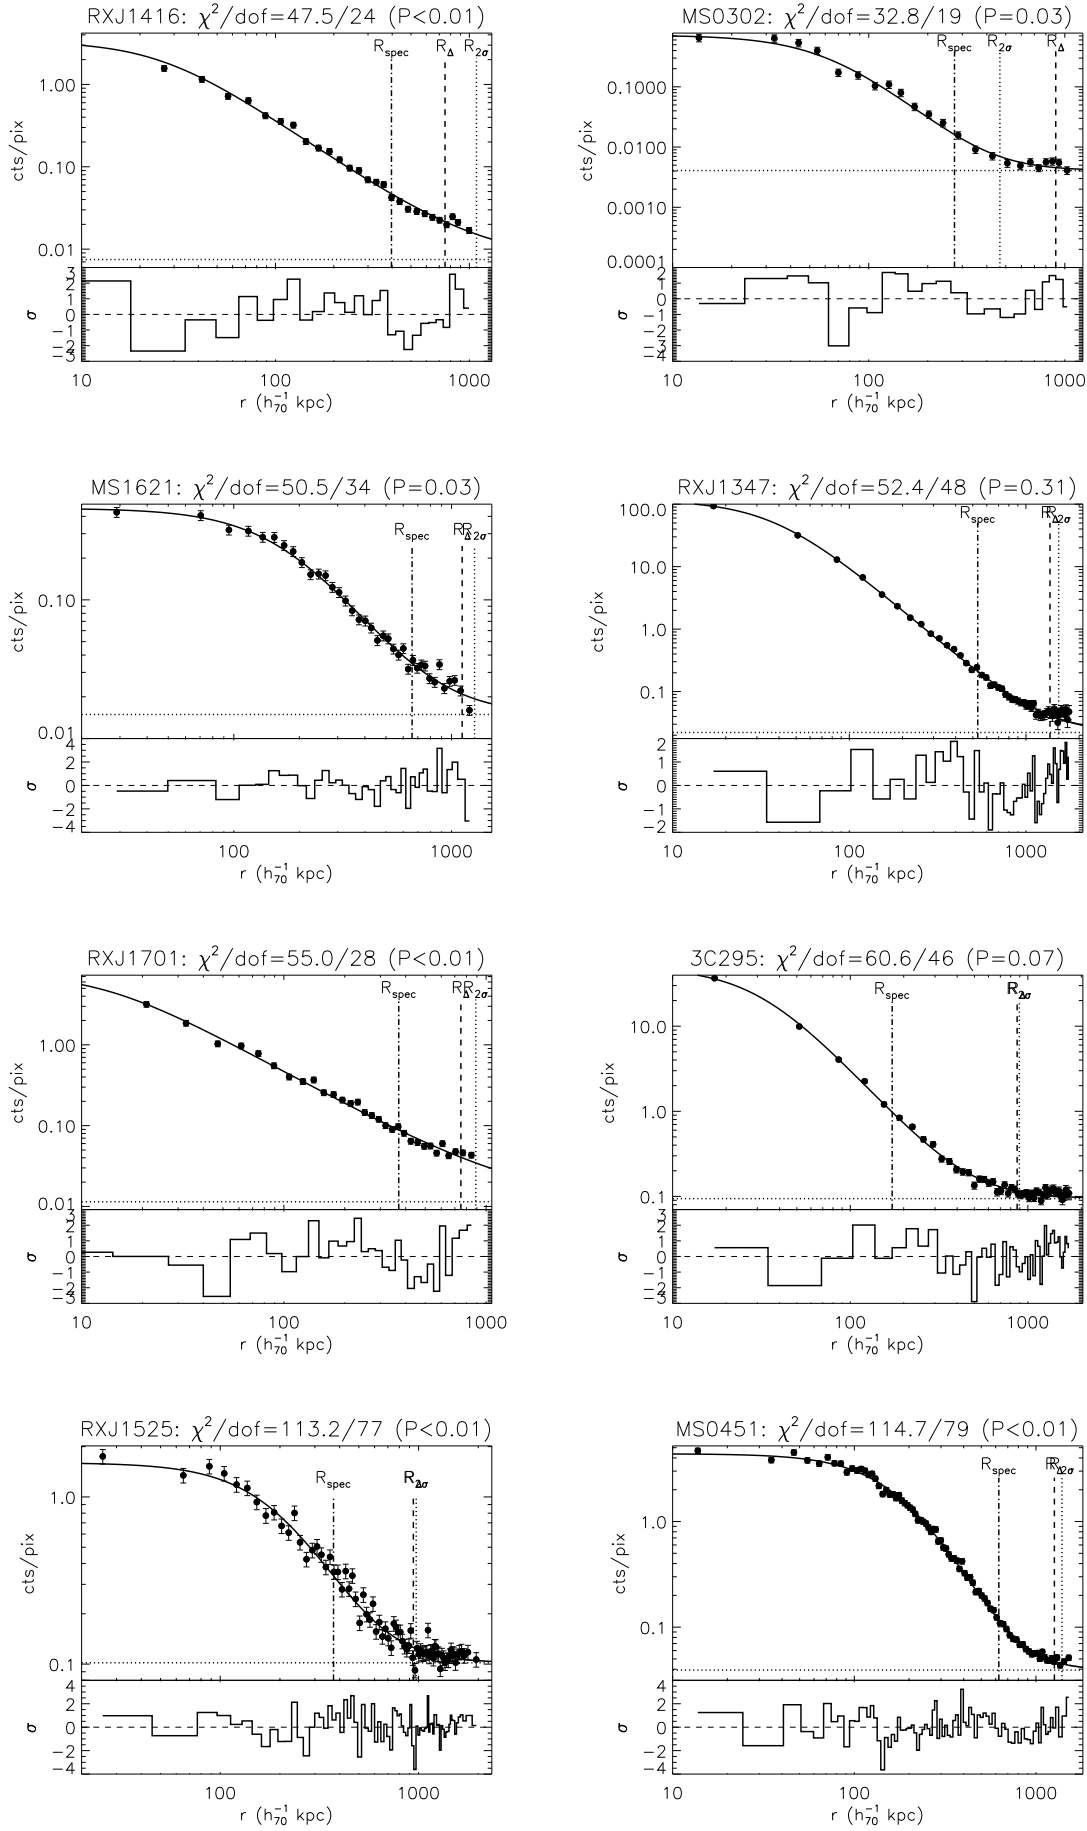 RXJ1416: χ²/dof=47.5/24 (P<0.01)
R_spec R_Δ R_2σ
cts/pix
1.00
0.10
0.01
σ
3
2
1
0
−1
−2
−3
10 100 1000
r (h₇₀⁻¹ kpc)
MS0302: χ²/dof=32.8/19 (P=0.03)
R_spec R_2σ R_Δ
cts/pix
0.1000
0.0100
0.0010
0.0001
σ
2
1
0
−1
−2
−3
−4
10 100 1000
r (h₇₀⁻¹ kpc)
MS1621: χ²/dof=50.5/34 (P=0.03)
R_spec R_Δ R_2σ
cts/pix
0.10
0.01
σ
4
2
0
−2
−4
100 1000
r (h₇₀⁻¹ kpc)
RXJ1347: χ²/dof=52.4/48 (P=0.31)
R_spec R_Δ R_2σ
cts/pix
100.0
10.0
1.0
0.1
σ
2
1
0
−1
−2
10 100 1000
r (h₇₀⁻¹ kpc)
RXJ1701: χ²/dof=55.0/28 (P<0.01)
R_spec R_Δ R_2σ
cts/pix
1.00
0.10
0.01
σ
3
2
1
0
−1
−2
−3
10 100 1000
r (h₇₀⁻¹ kpc)
3C295: χ²/dof=60.6/46 (P=0.07)
R_spec R_Δ R_2σ
cts/pix
10.0
1.0
0.1
σ
3
2
1
0
−1
−2
−3
10 100 1000
r (h₇₀⁻¹ kpc)
RXJ1525: χ²/dof=113.2/77 (P<0.01)
R_spec R_Δ R_2σ
cts/pix
1.0
0.1
σ
4
2
0
−2
−4
100 1000
r (h₇₀⁻¹ kpc)
MS0451: χ²/dof=114.7/79 (P<0.01)
R_spec R_Δ R_2σ
cts/pix
1.0
0.1
σ
4
2
0
−2
−4
10 100 1000
r (h₇₀⁻¹ kpc)